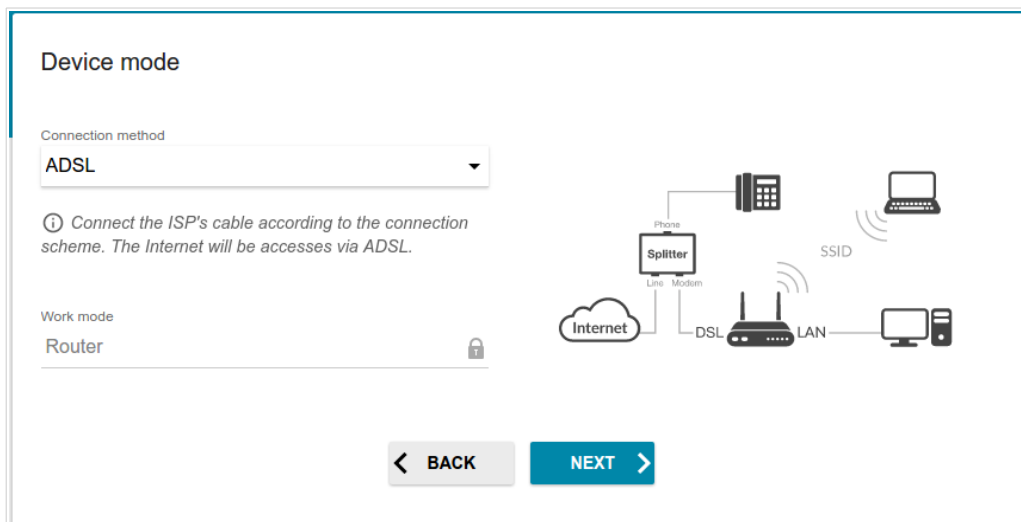 Device mode
Connection method
ADSL
Connect the ISP's cable according to the connection
scheme. The Internet will be accesses via ADSL.
Work mode
Router
Phone
Splitter
Line Modem
Internet
DSL
LAN
SSID
BACK
NEXT